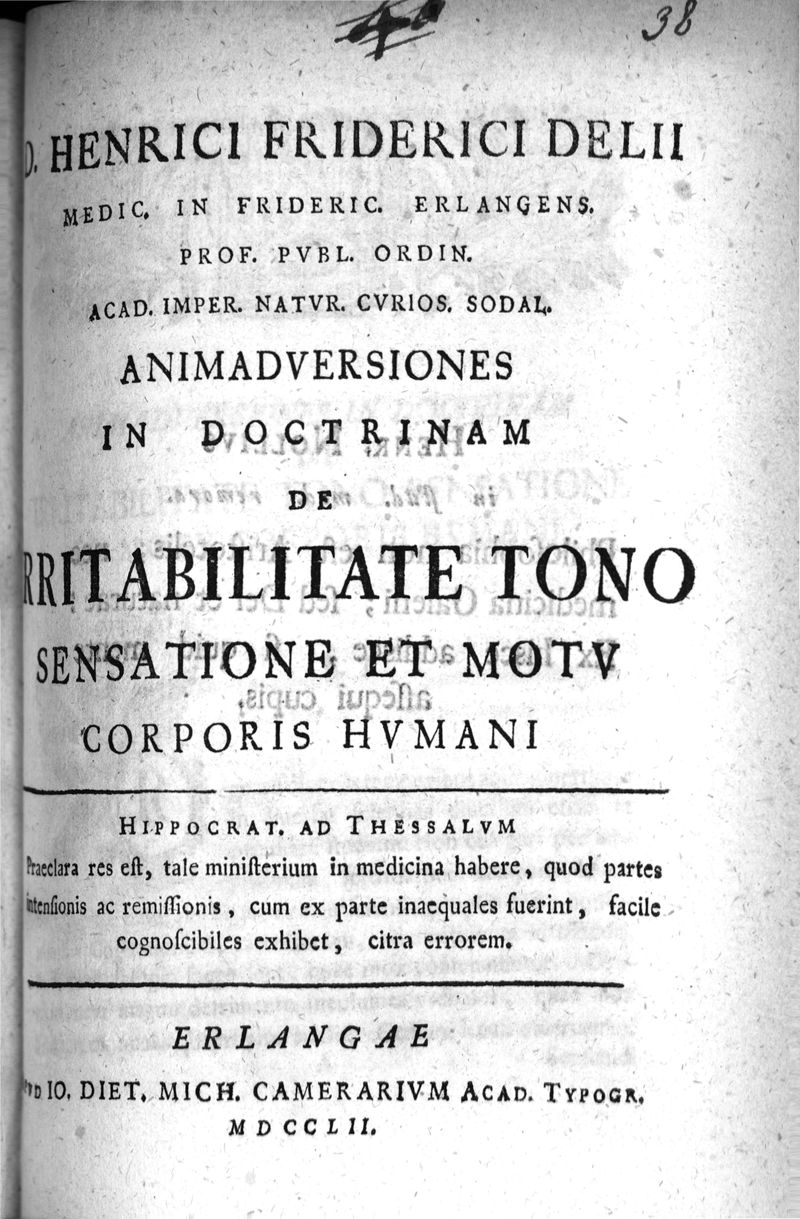 38
D. HENRICI FRIDERICI DELII
MEDIC. IN FRIDERIC. ERLANGENS.
PROF. PVBL. ORDIN.
ACAD. IMPER. NATVR. CVRIOS. SODAL.
ANIMADVERSIONES
IN DOCTRINAM
DE
IRRITABILITATE TONO
SENSATIONE ET MOTV
CORPORIS HVMANI
HIPPOCRAT. AD THESSALVM
Praeclara res eſt, tale miniſterium in medicina habere, quod partes
intenſionis ac remiſſionis, cum ex parte inaequales fuerint, facile
cognoſcibiles exhibet, citra errorem.
ERLANGAE
IO. DIET. MICH. CAMERARIVM ACAD. TYPOGR.
MDCCLII.